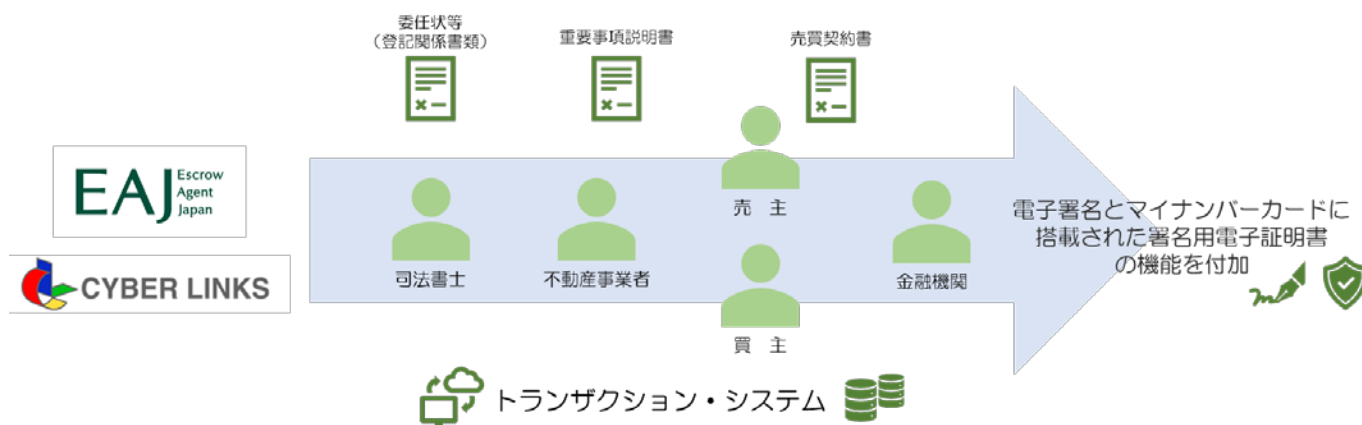 委任状等
（登記関係書類）
重要事項説明書
売買契約書
EAJ Escrow
Agent
Japan
CYBER LINKS
司法書士
不動産事業者
売 主
買 主
金融機関
電子署名とマイナンバーカードに
搭載された署名用電子証明書
の機能を付加
トランザクション・システム